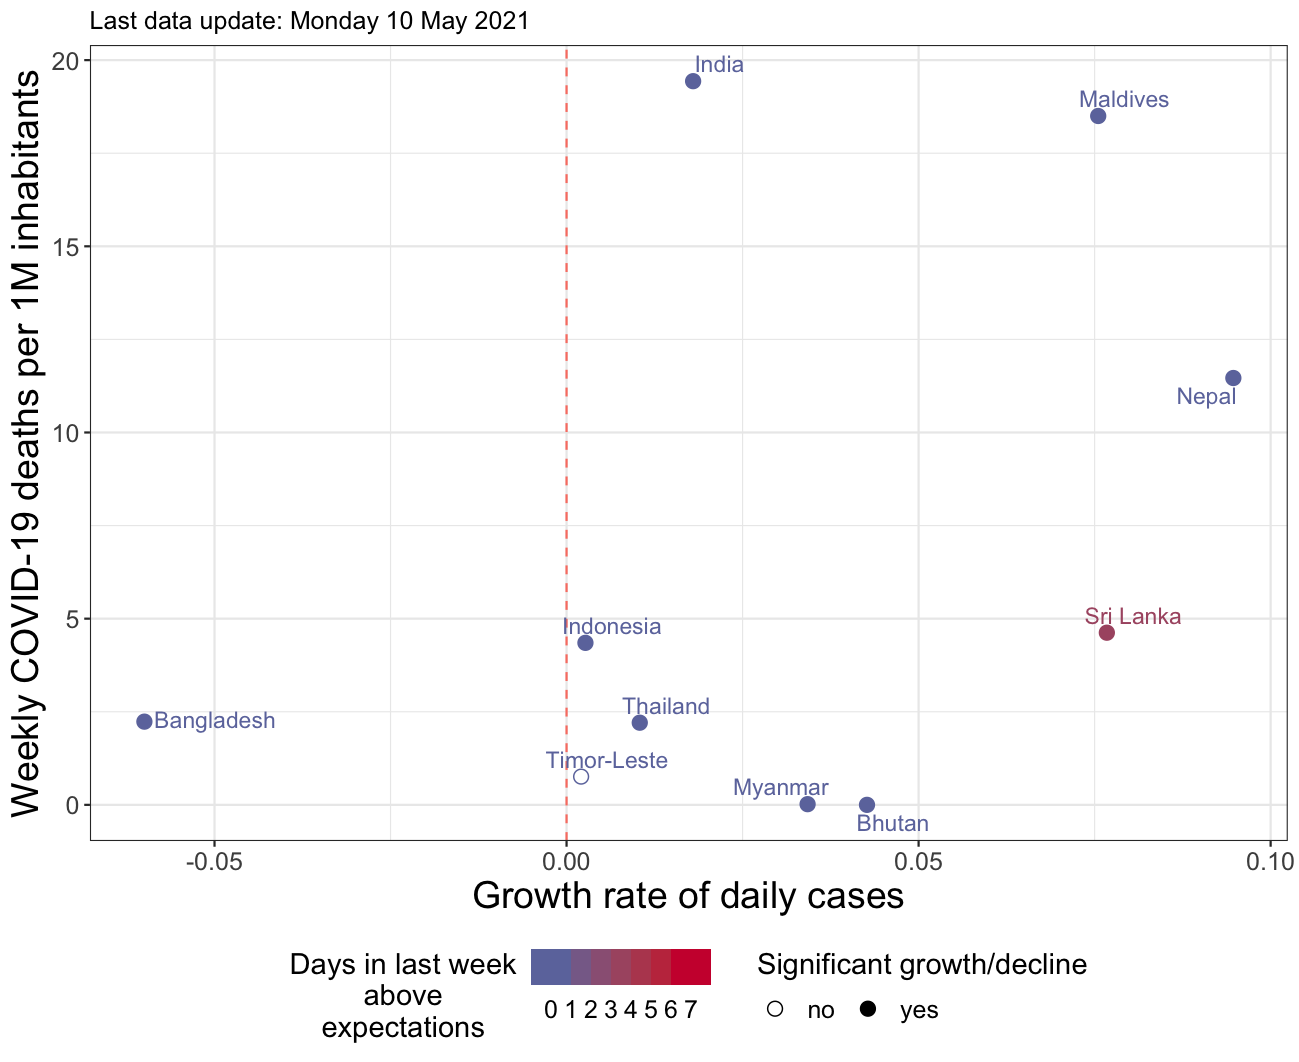 Last data update: Monday 10 May 2021
Weekly COVID-19 deaths per 1M inhabitants
20
15
10
5
0
India
Maldives
Nepal
Sri Lanka
Indonesia
Thailand
Bangladesh
Timor-Leste
Myanmar
Bhutan
-0.05
0.00
0.05
0.10
Growth rate of daily cases
Days in last week
above
expectations
0 1 2 3 4 5 6 7
Significant growth/decline
no
yes